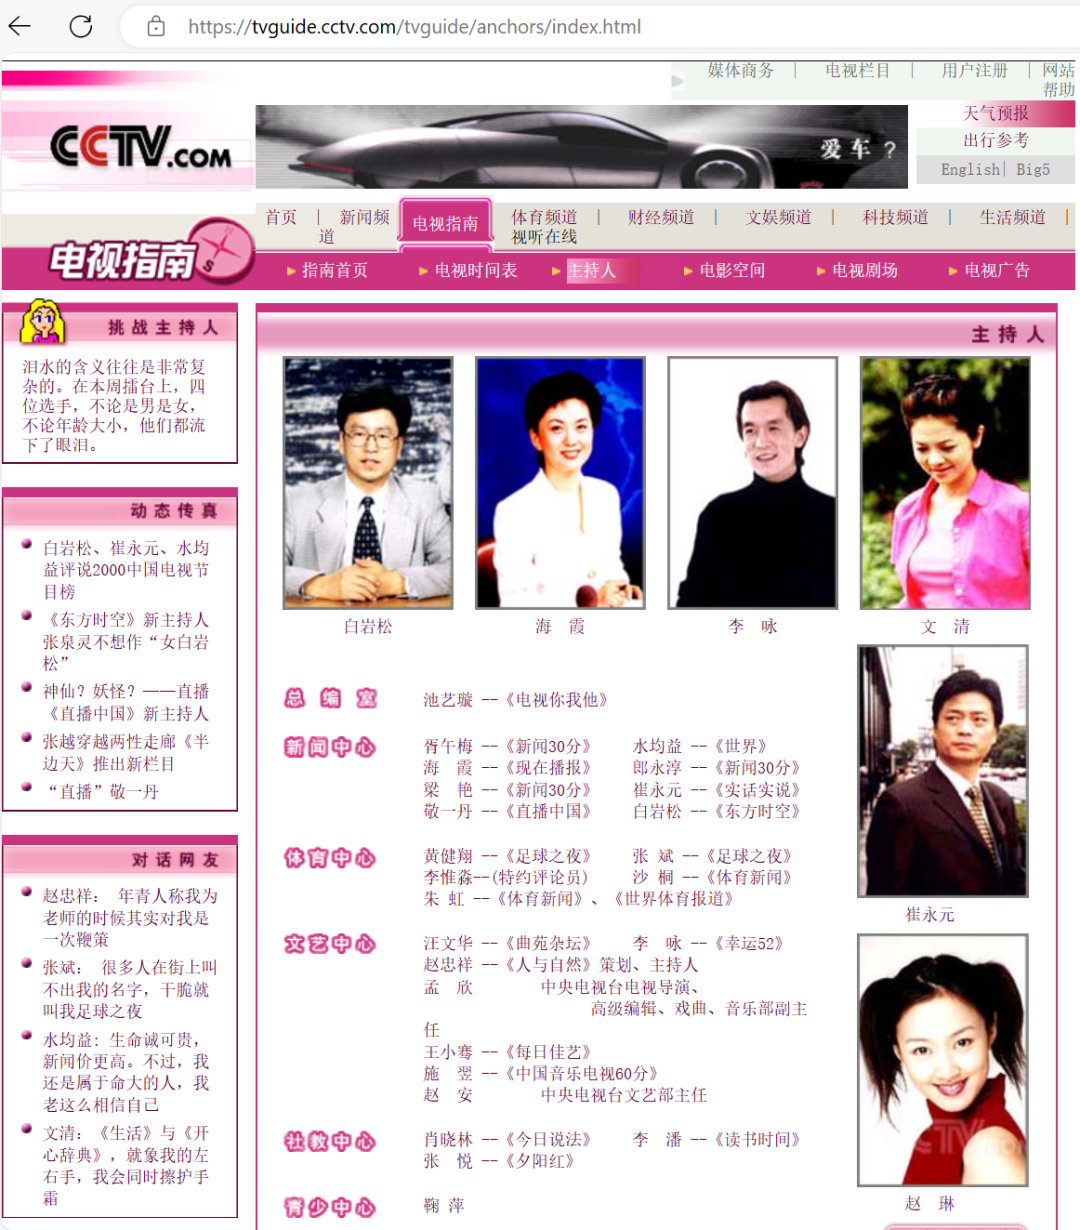 https://tvguide.cctv.com/tvguide/anchors/index.html
媒体商务 | 电视栏目 | 用户注册 | 网站
帮助
CCTV.COM
爱车?
天气预报
出行参考
English| Big5
首页 | 新闻频
道
电视指南
体育频道 | 财经频道 | 文娱频道 | 科技频道 | 生活频道 |
视听在线
电视指南
指南首页 电视时间表 主持人 电影空间 电视剧场 电视广告
挑战主持人
泪水的含义往往是非常复
杂的。在本周擂台上，四
位选手，不论是男是女，
不论年龄大小，他们都流
下了眼泪。
动态传真
白岩松、崔永元、水均
益评说2000中国电视节
目榜
《东方时空》新主持人
张泉灵不想作“女白岩
松”
神仙？妖怪？——直播
《直播中国》新主持人
张越穿越两性走廊《半
边天》推出新栏目
“直播”敬一丹
对话网友
赵忠祥： 年青人称我为
老师的时候其实对我是
一次鞭策
张斌： 很多人在街上叫
不出我的名字，干脆就
叫我足球之夜
水均益：生命诚可贵，
新闻价更高。不过，我
还是属于命大的人，我
老这么相信自己
文清：《生活》与《开
心辞典》，就象我的左
右手，我会同时擦护手
霜
主持人
白岩松 海 霞 李 咏 文 清
总编室 池艺璇 --《电视你我他》
新闻中心 胥午梅 --《新闻30分》 水均益 --《世界》
海 霞 --《现在播报》 郎永淳 --《新闻30分》
梁 艳 --《新闻30分》 崔永元 --《实话实说》
敬一丹 --《直播中国》 白岩松 --《东方时空》
体育中心 黄健翔 --《足球之夜》 张 斌 --《足球之夜》
李惟淼--(特约评论员) 沙 桐 --《体育新闻》
朱 虹 --《体育新闻》、《世界体育报道》
文艺中心 汪文华 --《曲苑杂坛》 李 咏 --《幸运52》
赵忠祥 --《人与自然》策划、主持人
孟 欣 中央电视台电视导演、
高级编辑、戏曲、音乐部副主
任
王小骞 --《每日佳艺》
施 翌 --《中国音乐电视60分》
赵 安 中央电视台文艺部主任
社教中心 肖晓林 --《今日说法》 李 潘 --《读书时间》
张 悦 --《夕阳红》
青少中心 鞠 萍
崔永元
赵 琳